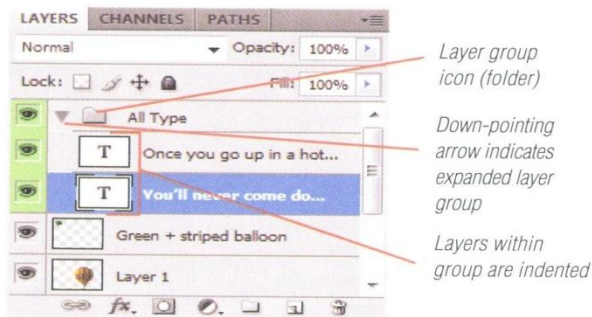 LAYERS CHANNELS PATHS
Normal Opacity: 100%
Lock: Fill: 100%
All Type
T Once you go up in a hot...
T You'll never come do...
Green + striped balloon
Layer 1
fx.
Layer group
icon (folder)
Down-pointing
arrow indicates
expanded layer
group
Layers within
group are indented